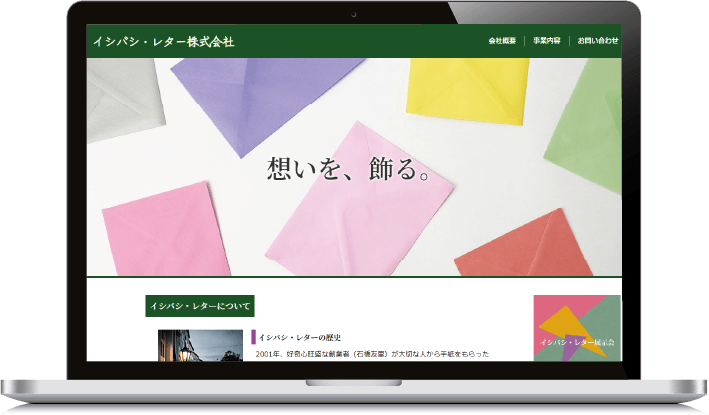 イシバシ・レター株式会社
会社概要
事業内容
お問い合わせ
想いを、飾る。
イシバシ・レターについて
イシバシ・レター展示会
イシバシ・レターの歴史
2001年、好奇心旺盛な創業者（石橋友里）が大切な人から手紙をもらった